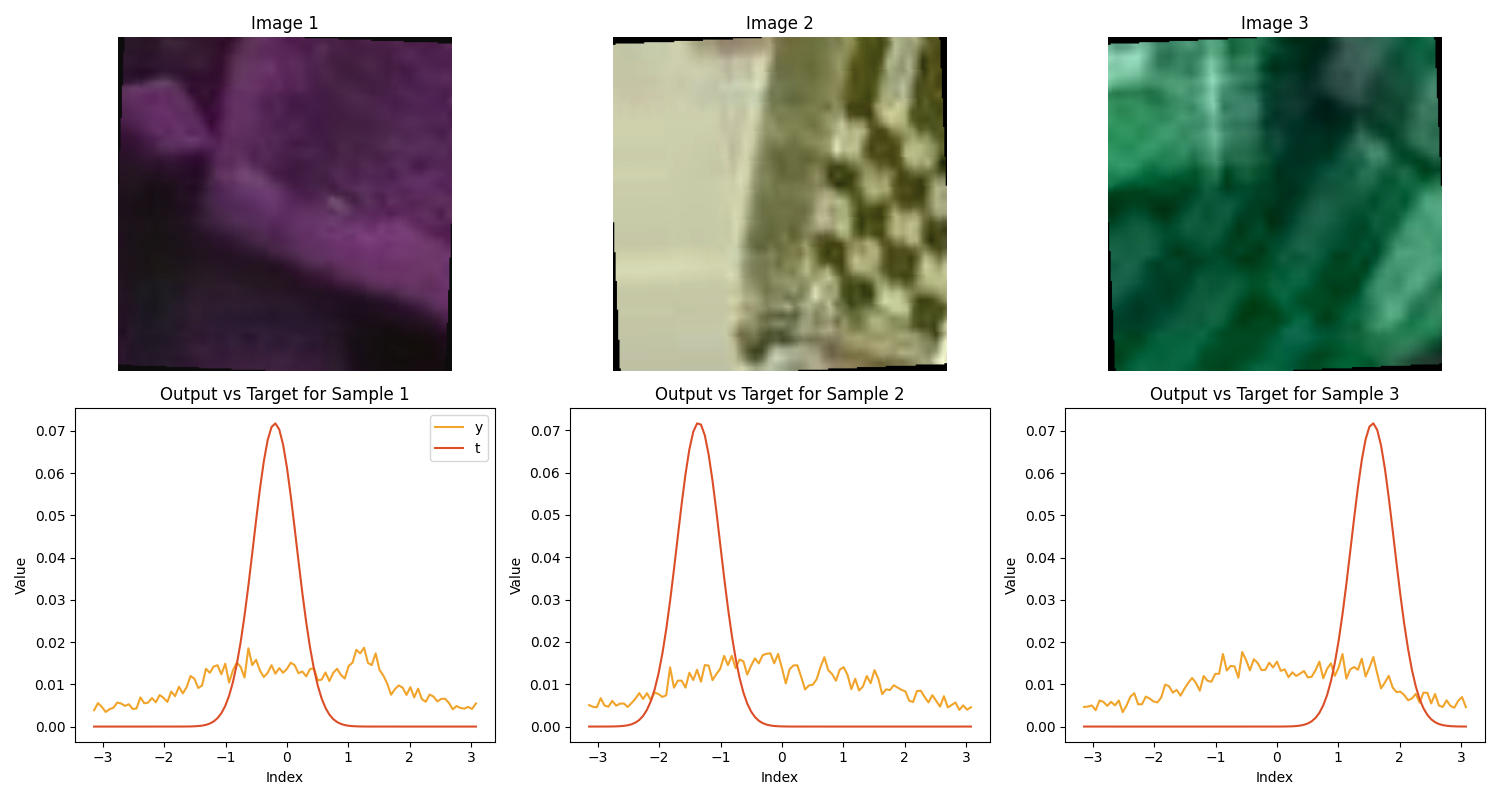 Image 1
Image 2
Image 3
Output vs Target for Sample 1
Output vs Target for Sample 2
Output vs Target for Sample 3
y
t
0.07
0.06
0.05
0.04
0.03
0.02
0.01
0.00
Value
−3 −2 −1 0 1 2 3
Index
0.07
0.06
0.05
0.04
0.03
0.02
0.01
0.00
Value
−3 −2 −1 0 1 2 3
Index
0.07
0.06
0.05
0.04
0.03
0.02
0.01
0.00
Value
−3 −2 −1 0 1 2 3
Index